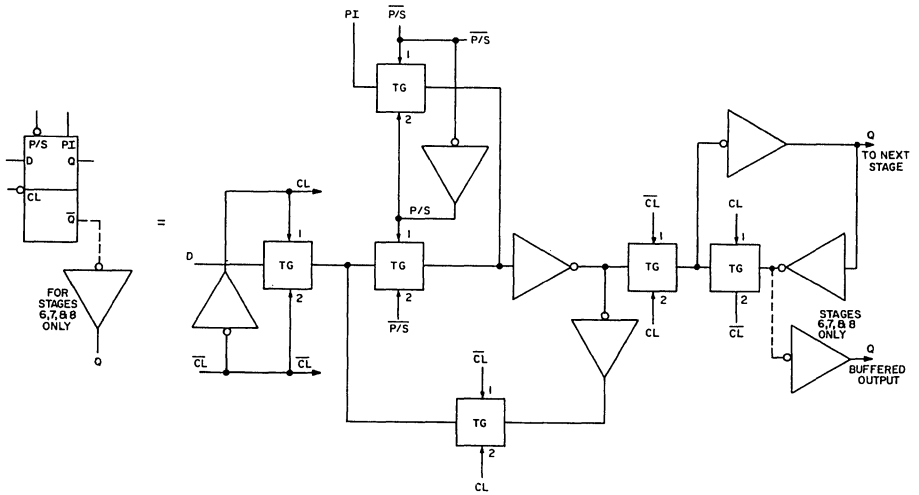 PI
P/S
P/S
1
TG
2
P/S PI
D Q
CL
Q
FOR
STAGES
6,7,&8
ONLY
Q
=
CL
P/S
1
D
TG
2
CL
CL
1
TG
2
P/S
CL
1
TG
2
CL
CL
1
TG
2
CL
CL
1
TG
2
CL
Q
TO NEXT
STAGE
STAGES
6,7,&8
ONLY
Q
BUFFERED
OUTPUT